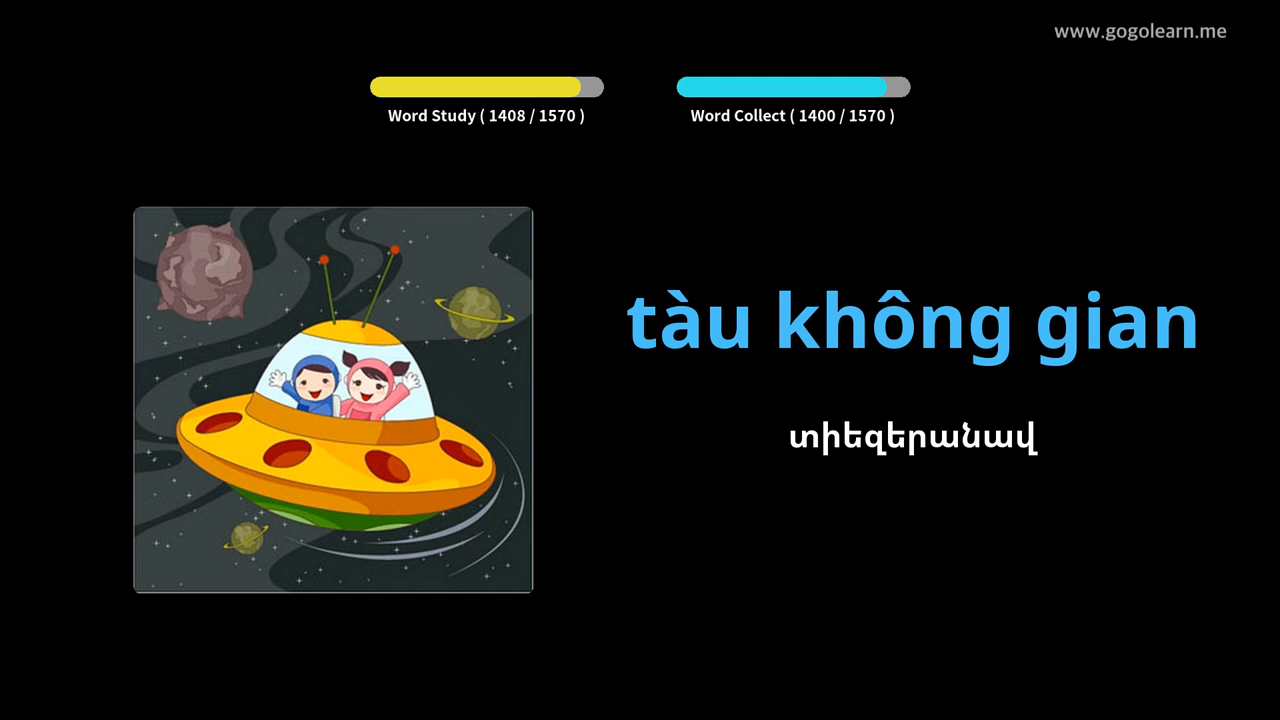 www.gogolearn.me
Word Study ( 1408 / 1570 )
Word Collect ( 1400 / 1570 )
tàu không gian
տիեզերանավ